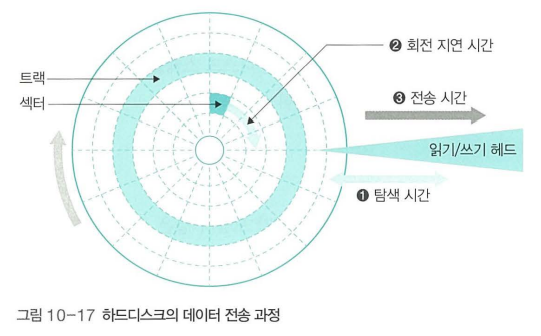 ❷ 회전 지연 시간
트랙
섹터
❸ 전송 시간
읽기/쓰기 헤드
❶ 탐색 시간
그림 10-17 하드디스크의 데이터 전송 과정